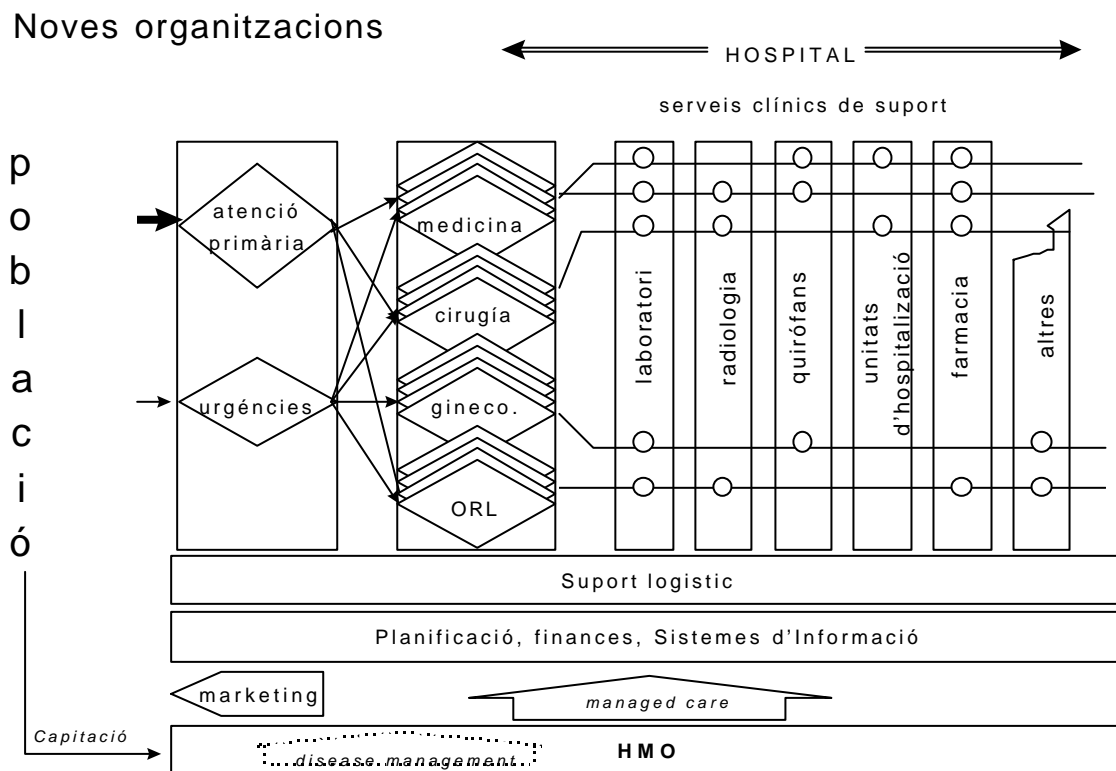 Noves organitzacions
HOSPITAL
serveis clínics de suport
població
atenció
primària
urgéncies
medicina
cirugía
gineco.
ORL
laboratori
radiologia
quirófans
unitats
d'hospitalizació
farmacia
altres
Suport logistic
Planificació, finances, Sistemes d'Informació
marketing
managed care
Capitació
disease management
HMO